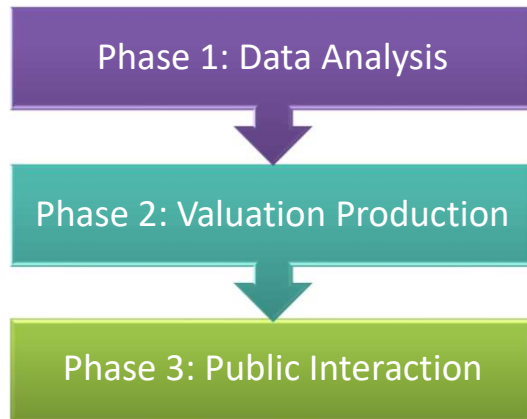 Phase 1: Data Analysis
Phase 2: Valuation Production
Phase 3: Public Interaction